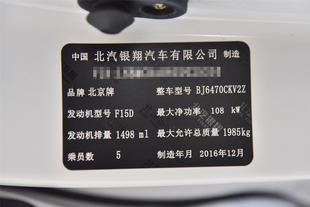 中国 北汽银翔汽车有限公司 制造
品牌 北京牌 整车型号 BJ6470CKV2Z
发动机型号 F15D 最大净功率 108 kW
发动机排量 1498 ml 最大允许总质量 1985kg
乘员数 5 制造年月 2016年12月